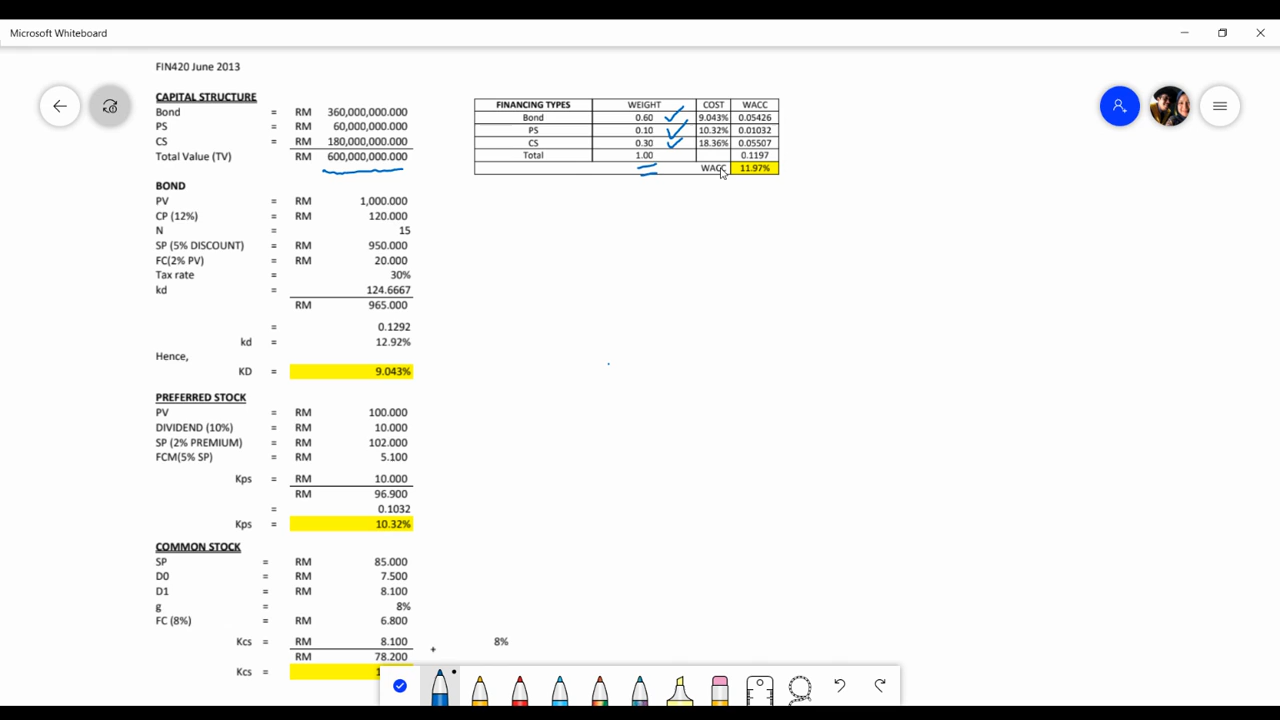 Microsoft Whiteboard
FIN420 June 2013
CAPITAL STRUCTURE
Bond = RM 360,000,000.000
PS = RM 60,000,000.000
CS = RM 180,000,000.000
Total Value (TV) RM 600,000,000.000
FINANCING TYPES WEIGHT COST WACC
Bond 0.60 9.043% 0.05426
PS 0.10 10.32% 0.01032
CS 0.30 18.36% 0.05507
Total 1.00 0.1197
WACC 11.97%
BOND
PV = RM 1,000.000
CP (12%) = RM 120.000
N = 15
SP (5% DISCOUNT) = RM 950.000
FC(2% PV) = RM 20.000
Tax rate = 30%
kd = 124.6667
RM 965.000
= 0.1292
kd = 12.92%
Hence,
KD = 9.043%
PREFERRED STOCK
PV = RM 100.000
DIVIDEND (10%) = RM 10.000
SP (2% PREMIUM) = RM 102.000
FCM(5% SP) = RM 5.100
Kps = RM 10.000
RM 96.900
= 0.1032
Kps = 10.32%
COMMON STOCK
SP = RM 85.000
D0 = RM 7.500
D1 = RM 8.100
g = 8%
FC (8%) = RM 6.800
Kcs = RM 8.100 + 8%
RM 78.200
Kcs =